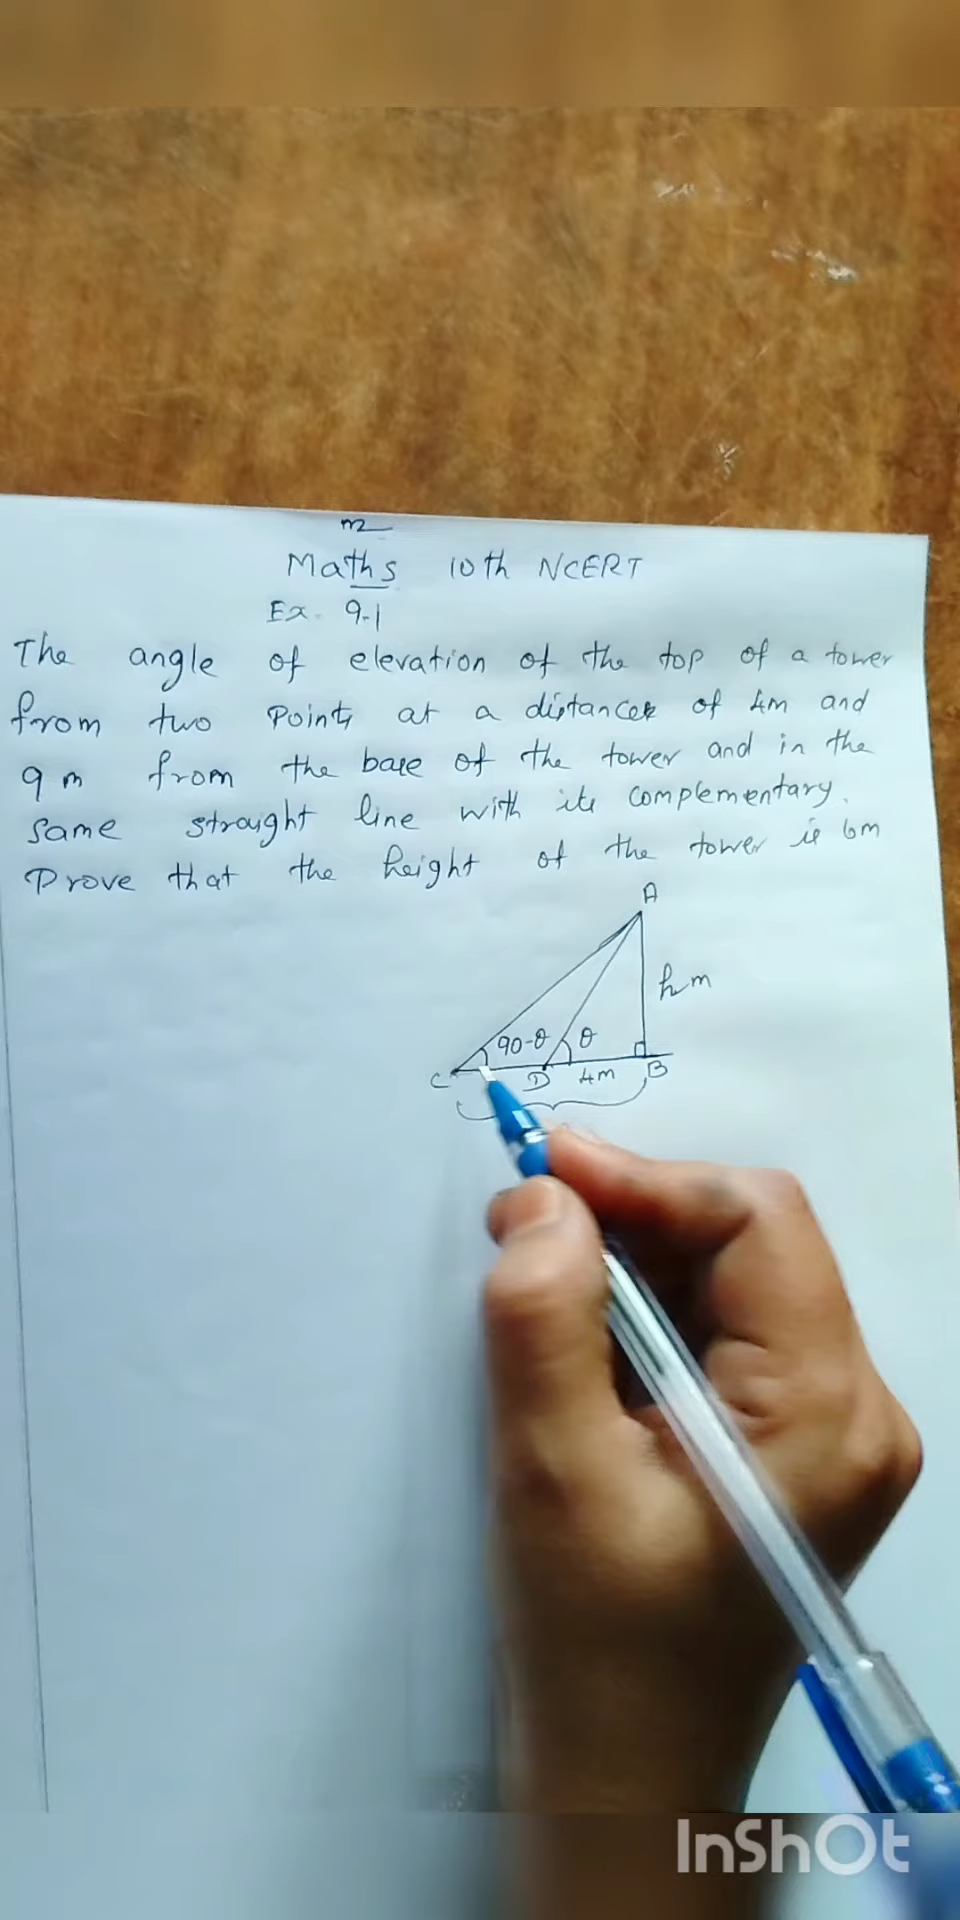 m
Maths 10th NCERT
Ex. 9.1
The angle of elevation of the top of a tower
from two points at a distances of 4m and
9 m from the base of the tower and in the
same straight line with its complementary.
Prove that the height of the tower is 6m
A
h m
90-θ θ
C D 4m B
InShOt